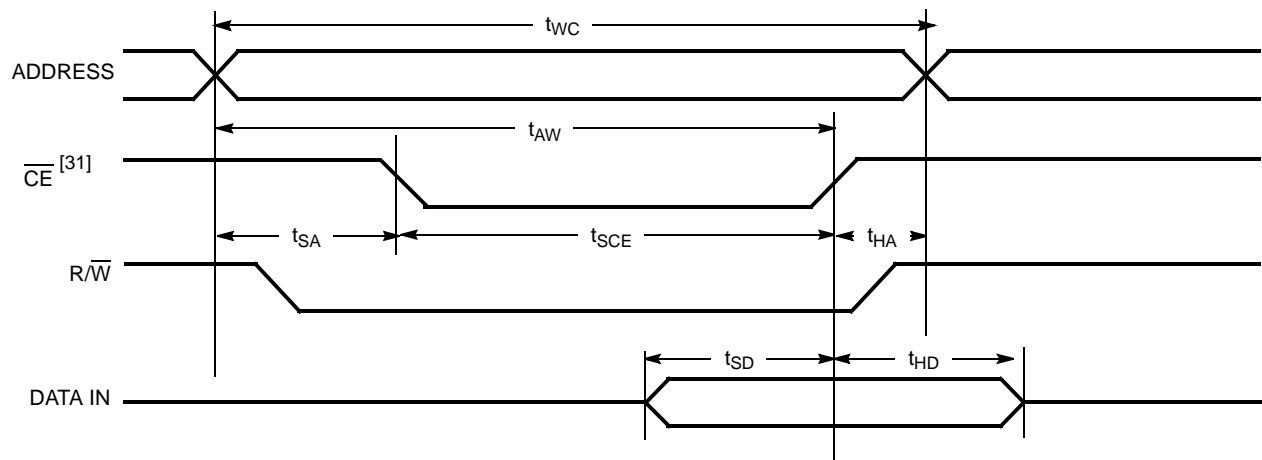 tWC
ADDRESS
tAW
CE [31]
tSA tSCE tHA
R/W
tSD tHD
DATA IN